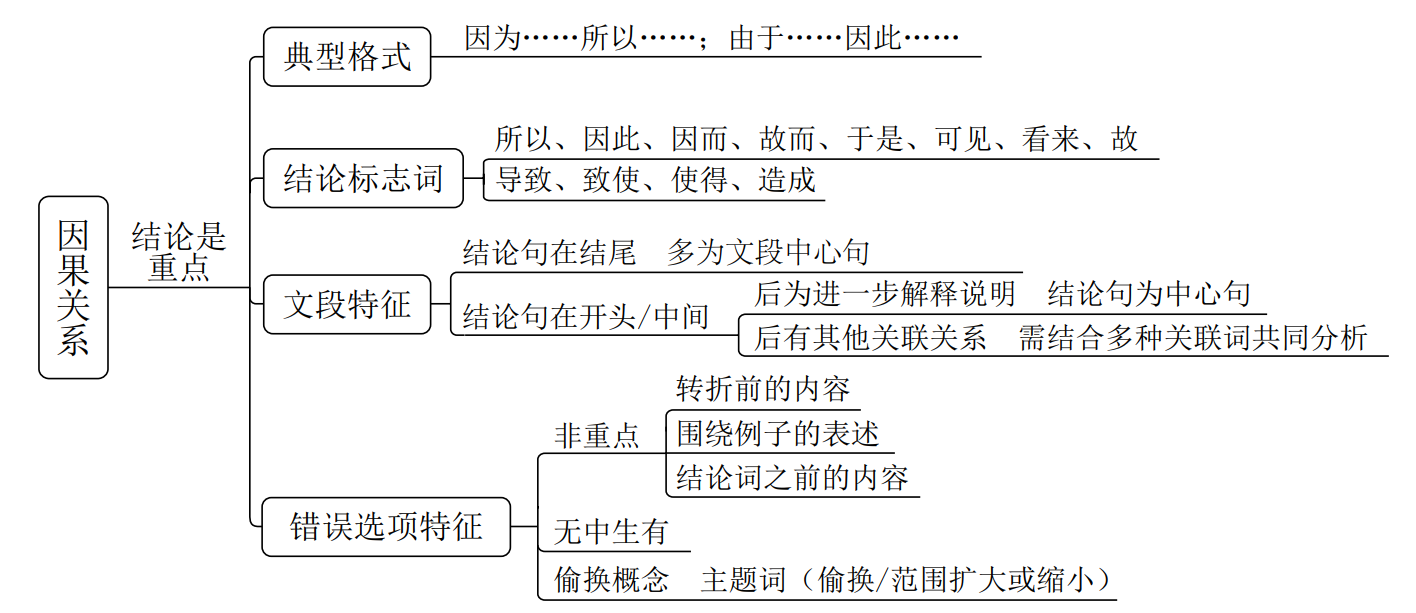 因果关系
结论是
重点
典型格式
因为……所以……；由于……因此……
结论标志词
所以、因此、因而、故而、于是、可见、看来、故
导致、致使、使得、造成
文段特征
结论句在结尾 多为文段中心句
结论句在开头/中间
后为进一步解释说明 结论句为中心句
后有其他关联关系 需结合多种关联词共同分析
错误选项特征
非重点
转折前的内容
围绕例子的表述
结论词之前的内容
无中生有
偷换概念 主题词（偷换/范围扩大或缩小）